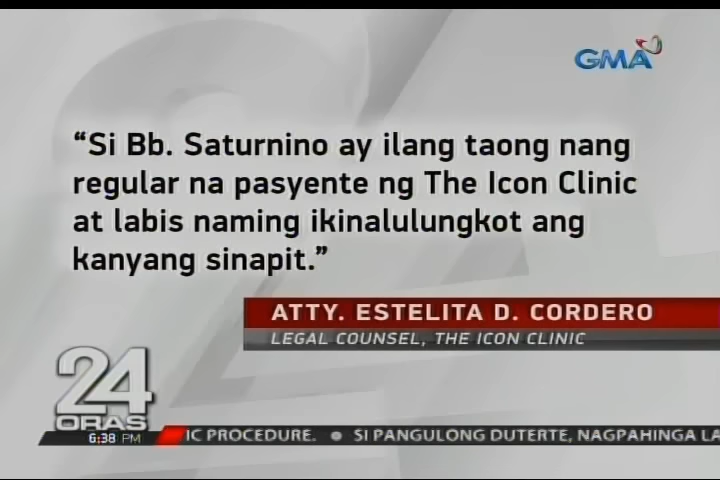 GMA
“Si Bb. Saturnino ay ilang taong nang
regular na pasyente ng The Icon Clinic
at labis naming ikinalulungkot ang
kanyang sinapit.”
ATTY. ESTELITA D. CORDERO
LEGAL COUNSEL, THE ICON CLINIC
24
ORAS
6:38 PM
IC PROCEDURE. ● SI PANGULONG DUTERTE, NAGPAHINGA LA